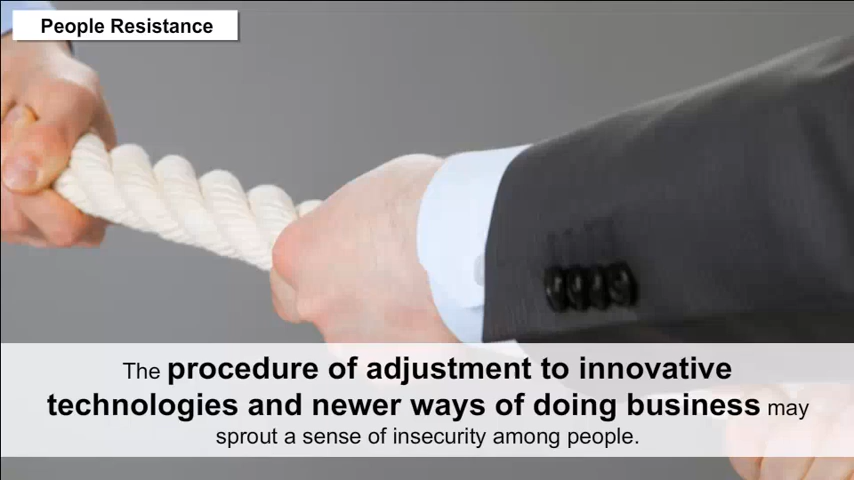 People Resistance
The procedure of adjustment to innovative
technologies and newer ways of doing business may
sprout a sense of insecurity among people.